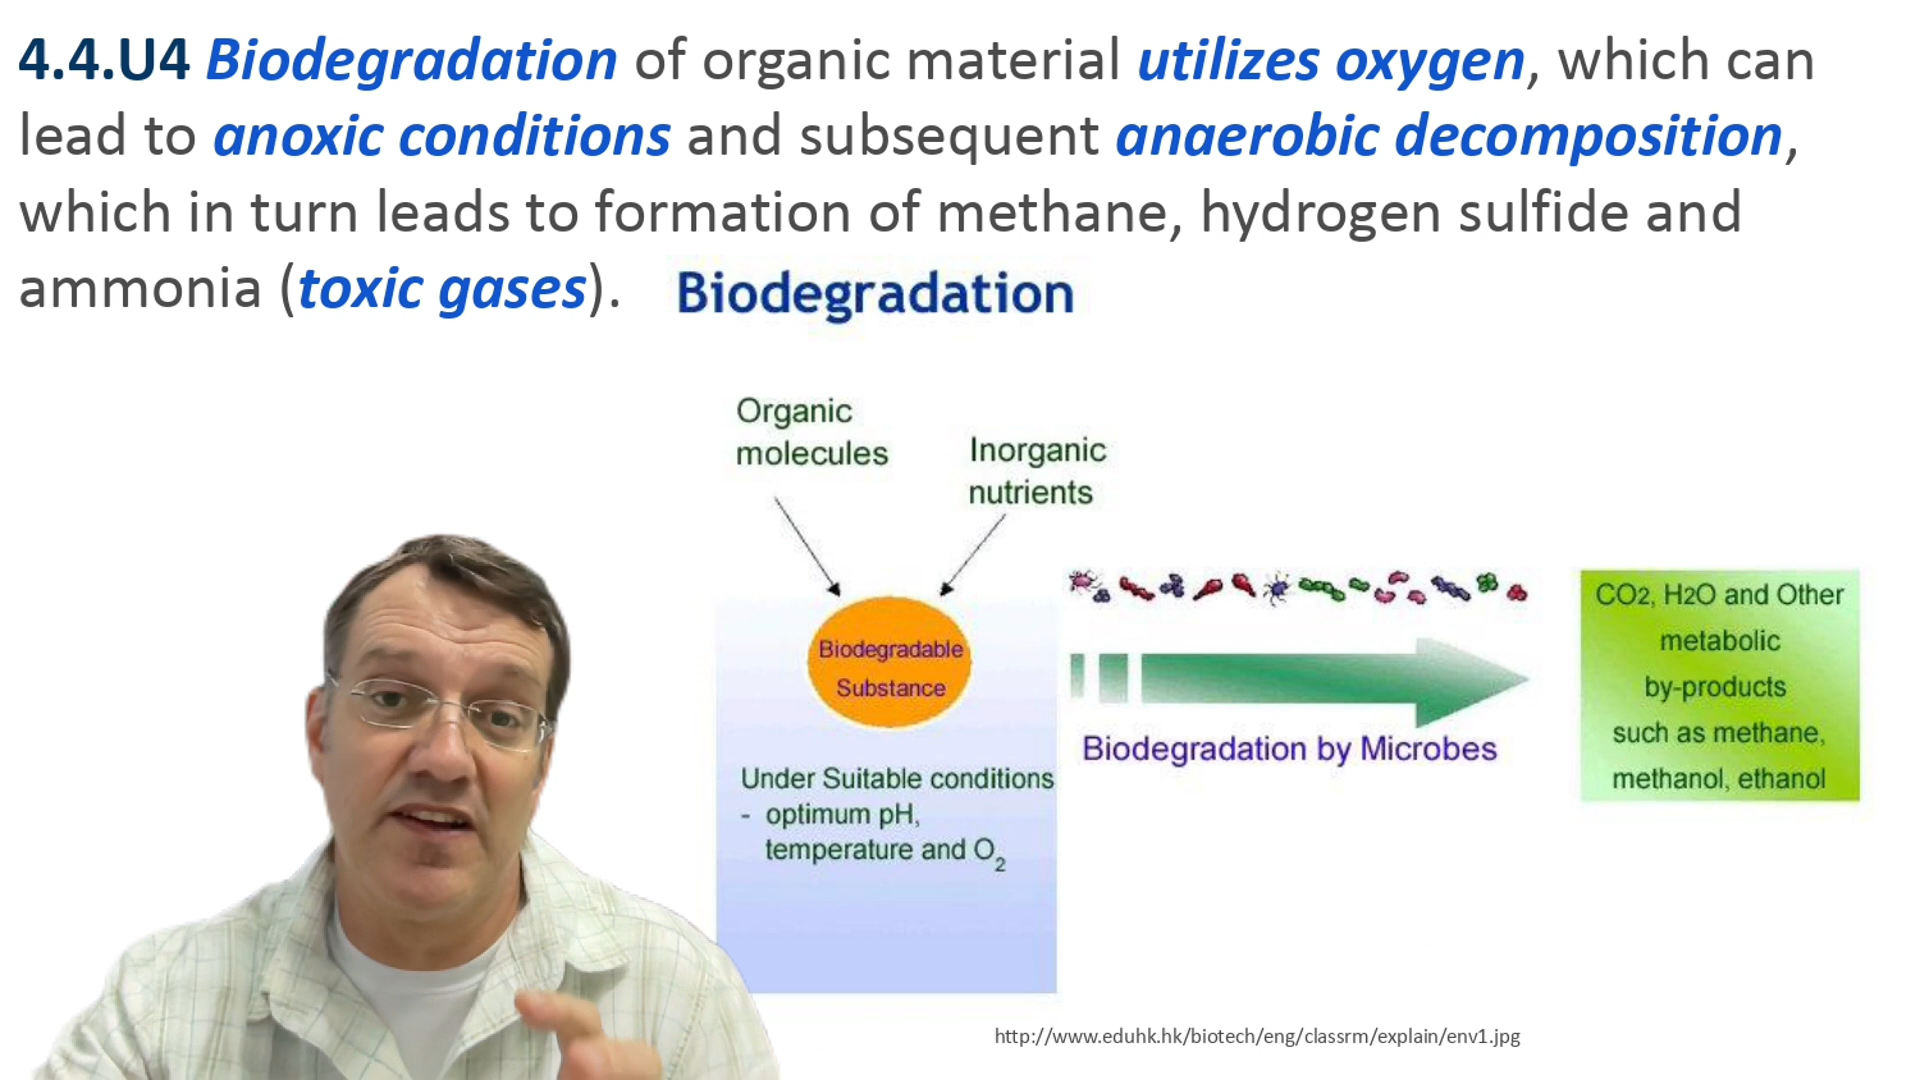 4.4.U4 Biodegradation of organic material utilizes oxygen, which can
lead to anoxic conditions and subsequent anaerobic decomposition,
which in turn leads to formation of methane, hydrogen sulfide and
ammonia (toxic gases).
Biodegradation
Organic
molecules
Inorganic
nutrients
Biodegradable
Substance
Under Suitable conditions
- optimum pH,
temperature and O2
Biodegradation by Microbes
CO2, H2O and Other
metabolic
by-products
such as methane,
methanol, ethanol
http://www.eduhk.hk/biotech/eng/classrm/explain/env1.jpg